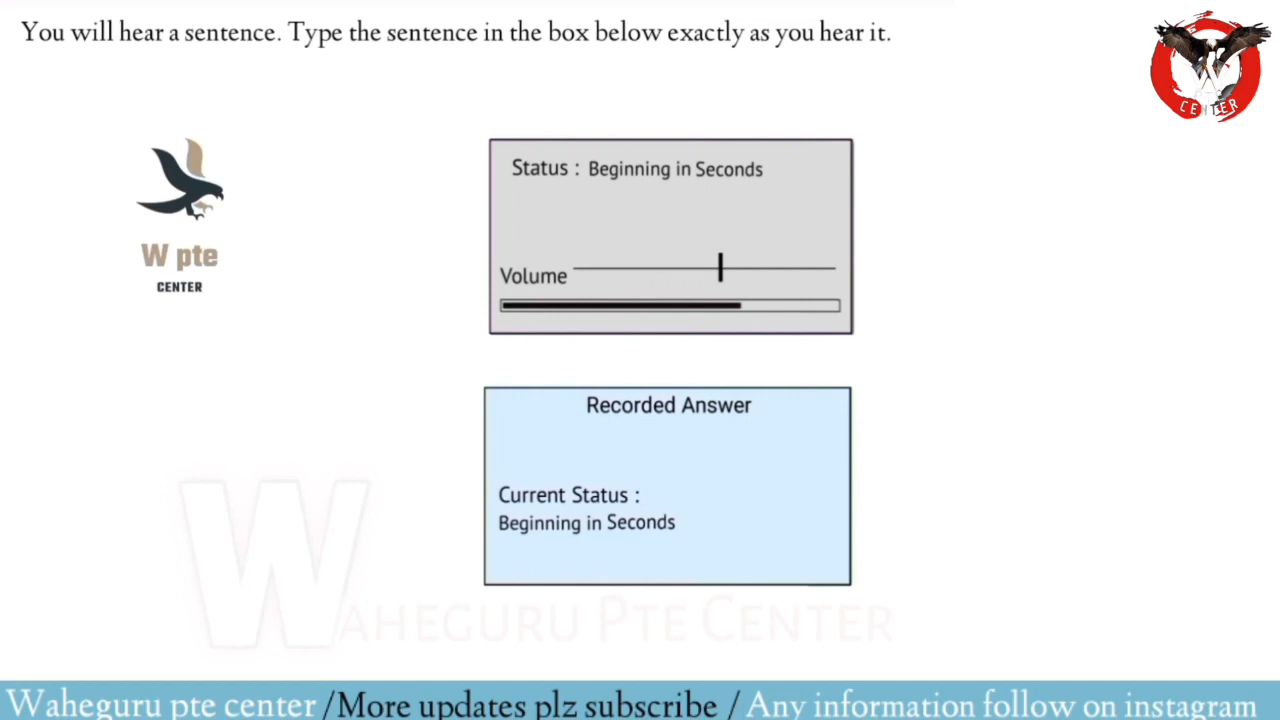 You will hear a sentence. Type the sentence in the box below exactly as you hear it.
W
PTE
CENTER
W pte
CENTER
Status : Beginning in Seconds
Volume
Recorded Answer
Current Status :
Beginning in Seconds
WAHEGURU PTE CENTER
Waheguru pte center /More updates plz subscribe / Any information follow on instagram